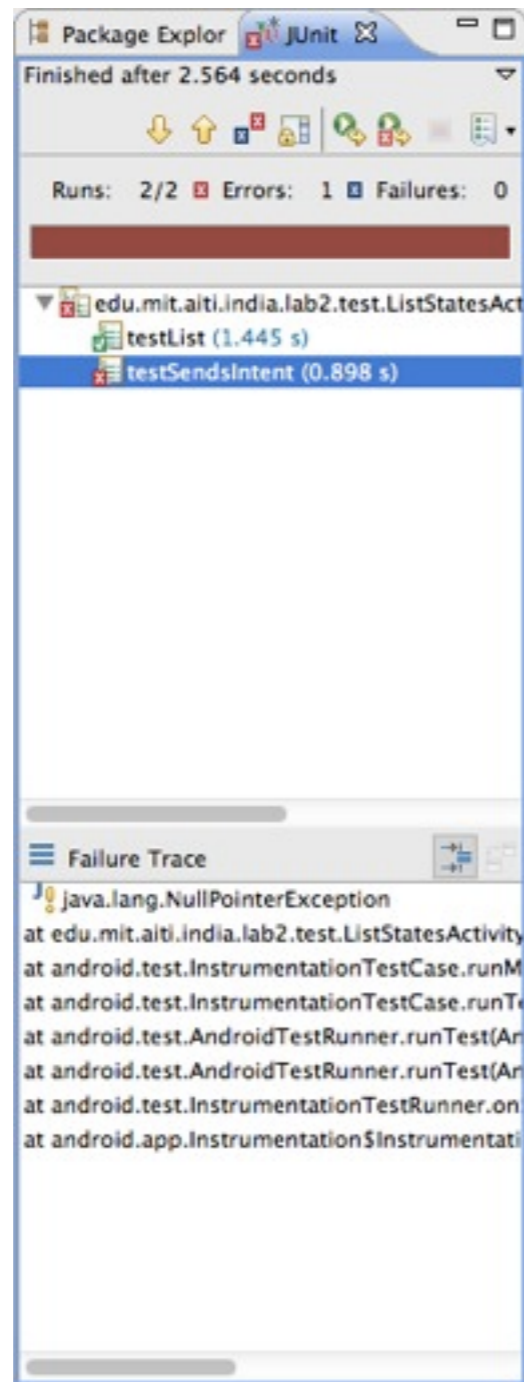 Package Explor JUnit
Finished after 2.564 seconds
Runs: 2/2 Errors: 1 Failures: 0
edu.mit.aiti.india.lab2.test.ListStatesAct
testList (1.445 s)
testSendsIntent (0.898 s)
Failure Trace
java.lang.NullPointerException
at edu.mit.aiti.india.lab2.test.ListStatesActivity
at android.test.InstrumentationTestCase.runM
at android.test.InstrumentationTestCase.runTe
at android.test.AndroidTestRunner.runTest(An
at android.test.AndroidTestRunner.runTest(An
at android.test.InstrumentationTestRunner.on
at android.app.Instrumentation$Instrumentati